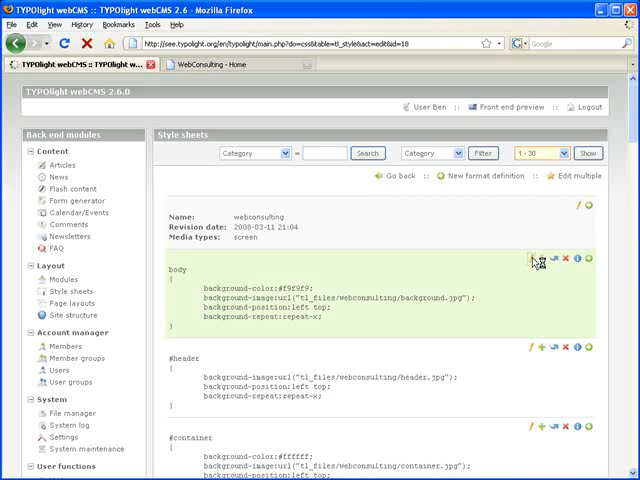 TYPOlight webCMS :: TYPOlight webCMS 2.6 - Mozilla Firefox
File Edit View History Bookmarks Tools Help
http://see.typolight.org/en/typolight/main.php?do=css&table=tl_style&act=edit&id=18
Google
TYPOlight webCMS :: TYPOlight w...
WebConsulting - Home
TYPOlight webCMS 2.6.0
User Ben :: Front end preview :: Logout
Back end modules
Content
Articles
News
Flash content
Form generator
Calendar/Events
Comments
Newsletters
FAQ
Layout
Modules
Style sheets
Page layouts
Site structure
Account manager
Members
Member groups
Users
User groups
System
File manager
System log
Settings
System maintenance
User functions
Style sheets
Category = Search Category Filter 1 - 30 Show
Go back :: New format definition :: Edit multiple
Name: webconsulting
Revision date: 2008-03-11 21:04
Media types: screen
body
{
background-color:#f9f9f9;
background-image:url("tl_files/webconsulting/background.jpg");
background-position:left top;
background-repeat:repeat-x;
}
#header
{
background-image:url("tl_files/webconsulting/header.jpg");
background-position:left top;
background-repeat:repeat-x;
}
#container
{
background-color:#ffffff;
background-image:url("tl_files/webconsulting/container.jpg");
background-position:left top;